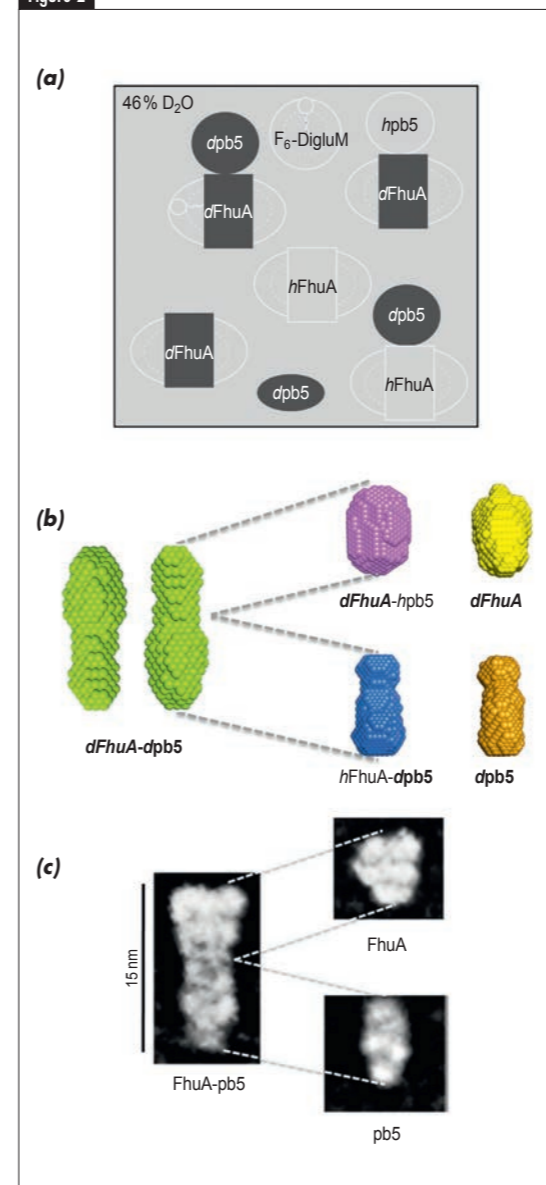 (a)
46% D₂O
dpb5
F₆-DigluM
hpb5
dFhuA
dFhuA
hFhuA
dpb5
dFhuA
dpb5
hFhuA
(b)
dFhuA-hpb5
dFhuA
dFhuA-dpb5
hFhuA-dpb5
dpb5
(c)
15 nm
FhuA
FhuA-pb5
pb5